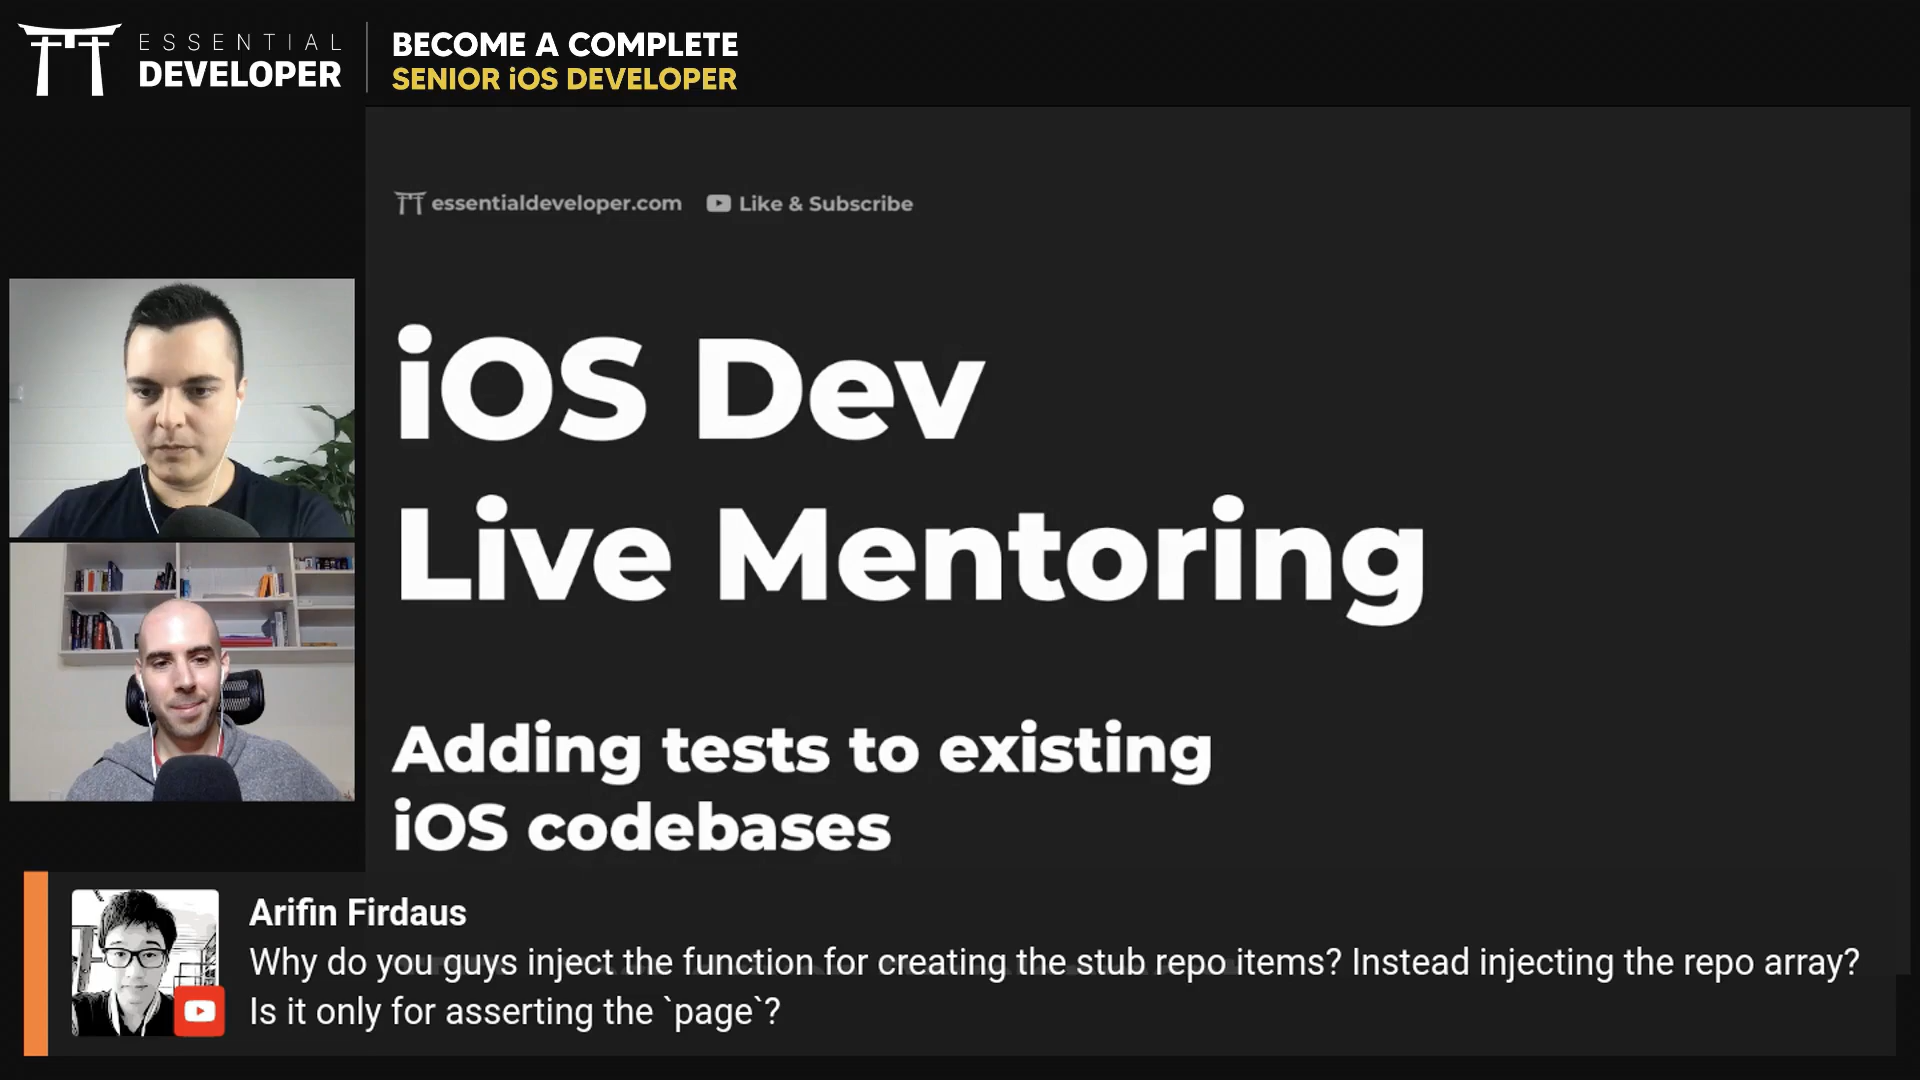 ESSENTIAL
DEVELOPER
BECOME A COMPLETE
SENIOR iOS DEVELOPER
essentialdeveloper.com Like & Subscribe
iOS Dev
Live Mentoring
Adding tests to existing
iOS codebases
Arifin Firdaus
Why do you guys inject the function for creating the stub repo items? Instead injecting the repo array?
Is it only for asserting the `page`?